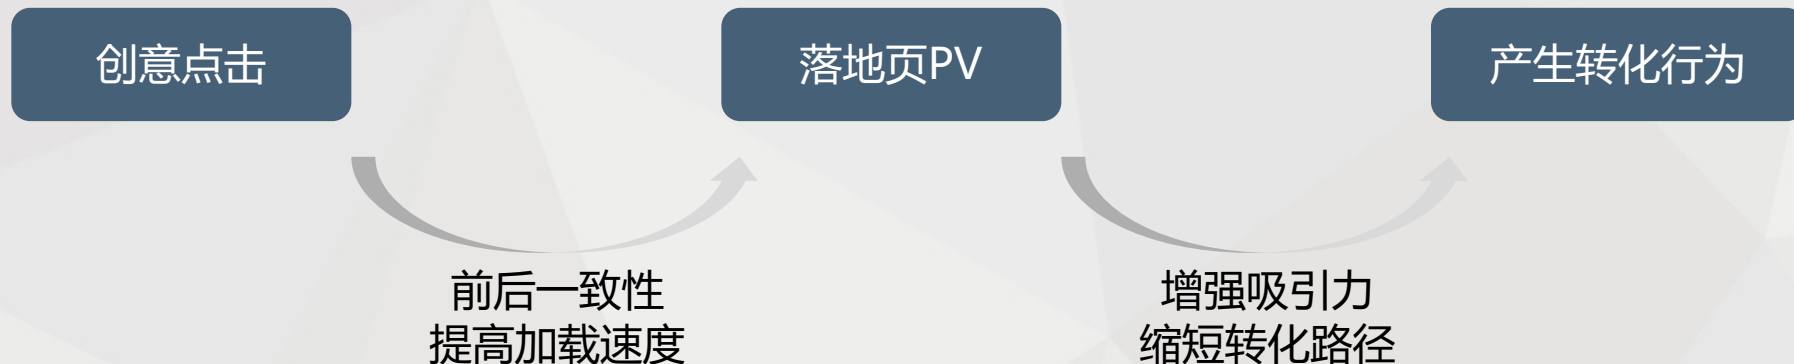 创意点击
落地页PV
产生转化行为
前后一致性
提高加载速度
增强吸引力
缩短转化路径